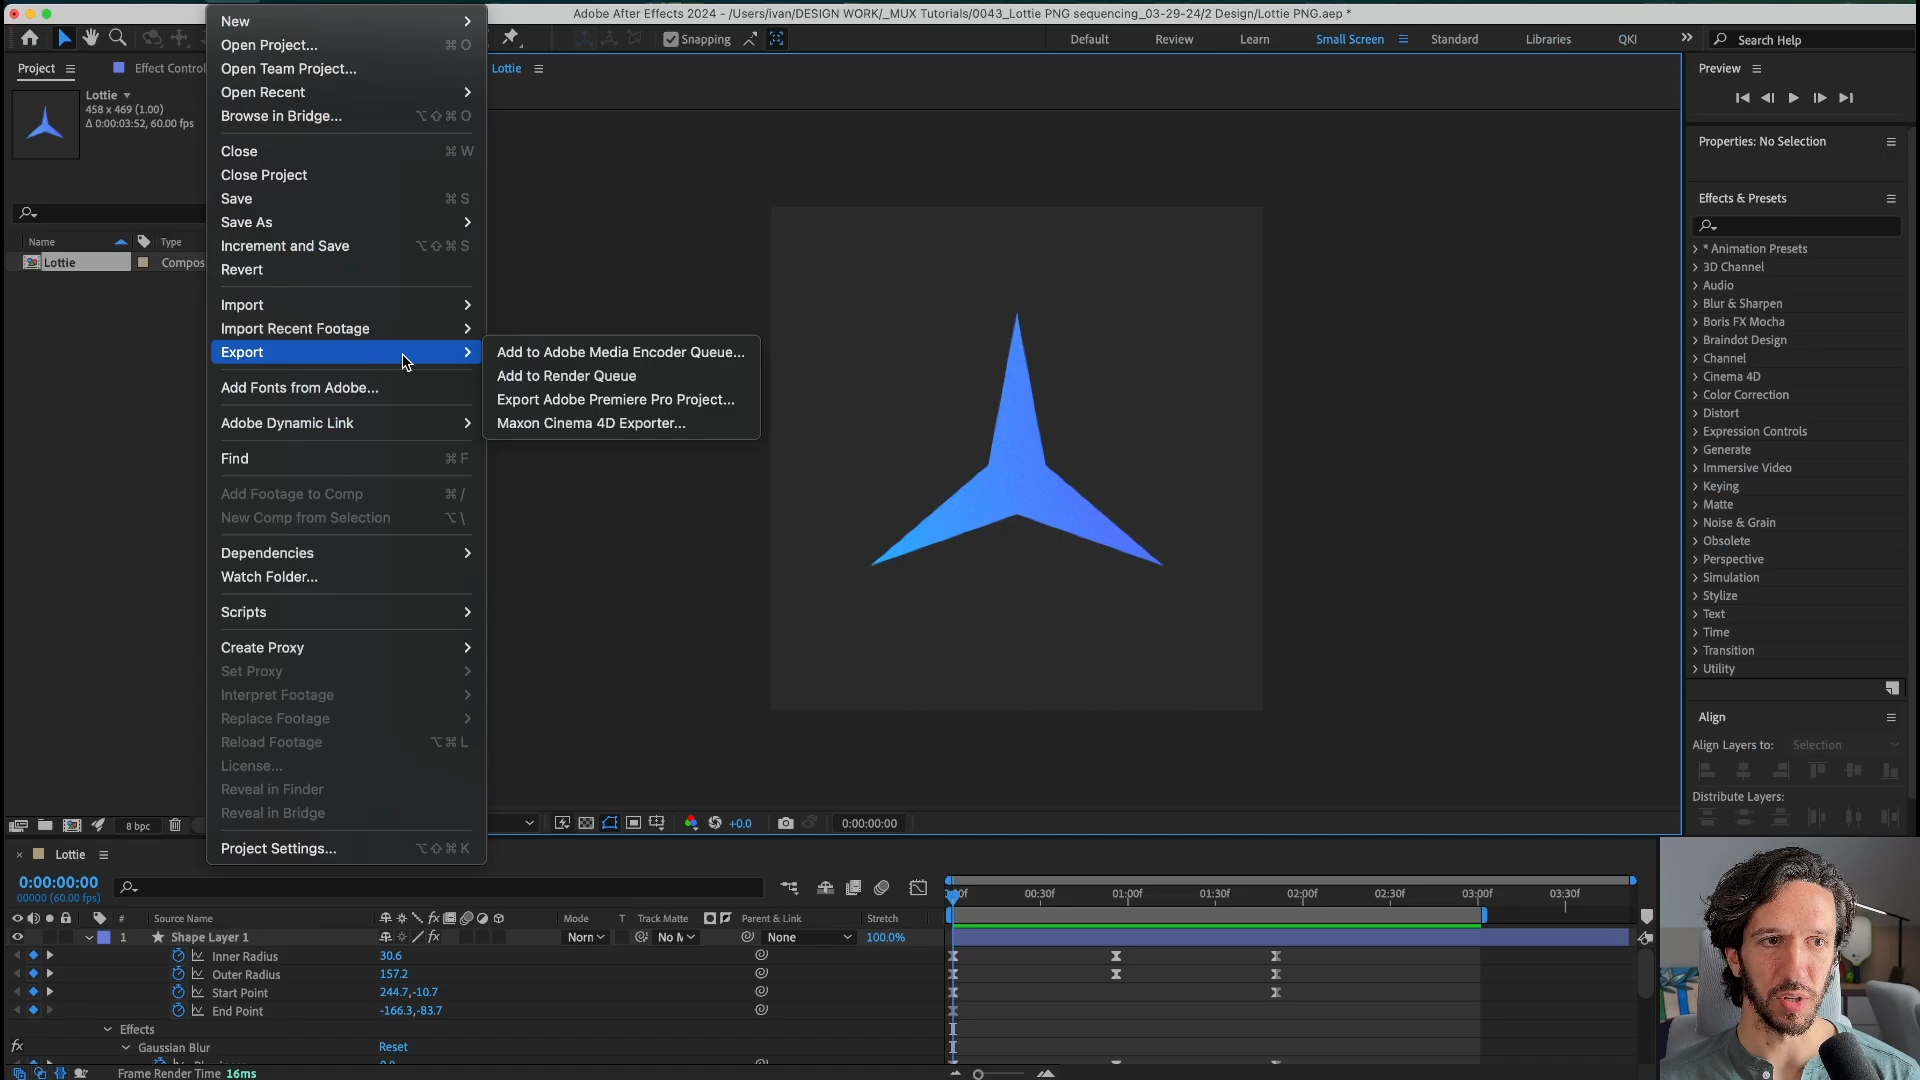 Adobe After Effects 2024 - /Users/ivan/DESIGN WORK/_MUX Tutorials/0043_Lottie PNG sequencing_03-29-24/2 Design/Lottie PNG.aep *
Snapping
Default
Review
Learn
Small Screen
Standard
Libraries
QKI
Search Help
Project
Effect Control
Lottie
458 x 469 (1.00)
Δ 0:00:03:52, 60.00 fps
Name
Type
Lottie
Compos
8 bpc
New
Open Project... ⌘ O
Open Team Project...
Open Recent
Browse in Bridge... ⌥⇧⌘ O
Close ⌘ W
Close Project
Save ⌘ S
Save As
Increment and Save ⌥⇧⌘ S
Revert
Import
Import Recent Footage
Export
Add Fonts from Adobe...
Adobe Dynamic Link
Find ⌘ F
Add Footage to Comp ⌘ /
New Comp from Selection ⌥ \
Dependencies
Watch Folder...
Scripts
Create Proxy
Set Proxy
Interpret Footage
Replace Footage
Reload Footage ⌥⌘ L
License...
Reveal in Finder
Reveal in Bridge
Project Settings... ⌥⇧⌘ K
Add to Adobe Media Encoder Queue...
Add to Render Queue
Export Adobe Premiere Pro Project...
Maxon Cinema 4D Exporter...
Lottie
+0.0
0:00:00:00
Preview
Properties: No Selection
Effects & Presets
* Animation Presets
3D Channel
Audio
Blur & Sharpen
Boris FX Mocha
Braindot Design
Channel
Cinema 4D
Color Correction
Distort
Expression Controls
Generate
Immersive Video
Keying
Matte
Noise & Grain
Obsolete
Perspective
Simulation
Stylize
Text
Time
Transition
Utility
Align
Align Layers to: Selection
Distribute Layers:
Lottie
0:00:00:00
00000 (60.00 fps)
00:30f
01:00f
01:30f
02:00f
02:30f
03:00f
03:30f
# Source Name
Mode
T
Track Matte
Parent & Link
Stretch
1 Shape Layer 1
Norn
No M
None
100.0%
Inner Radius 30.6
Outer Radius 157.2
Start Point 244.7,-10.7
End Point -166.3,-83.7
Effects
fx
Gaussian Blur Reset
Frame Render Time 16ms